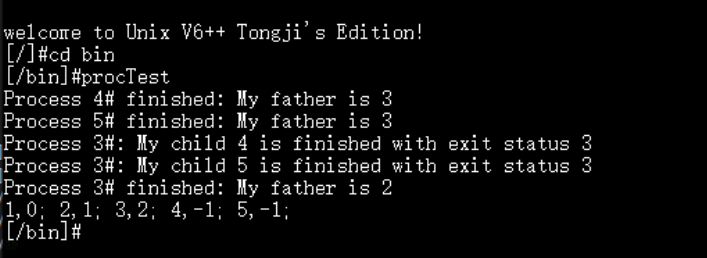 welcome to Unix V6++ Tongji's Edition!
[/]#cd bin
[/bin]#procTest
Process 4# finished: My father is 3
Process 5# finished: My father is 3
Process 3#: My child 4 is finished with exit status 3
Process 3#: My child 5 is finished with exit status 3
Process 3# finished: My father is 2
1,0; 2,1; 3,2; 4,-1; 5,-1;
[/bin]#